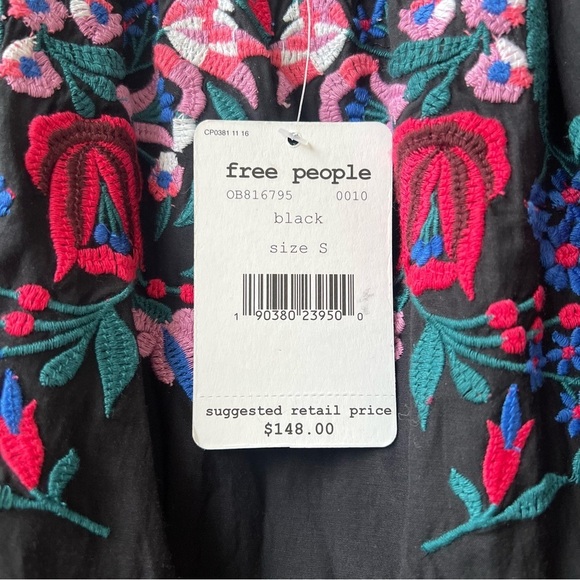 CP0381 11 16
free people
OB816795 0010
black
size S
1 90380 23950 0
suggested retail price
$148.00